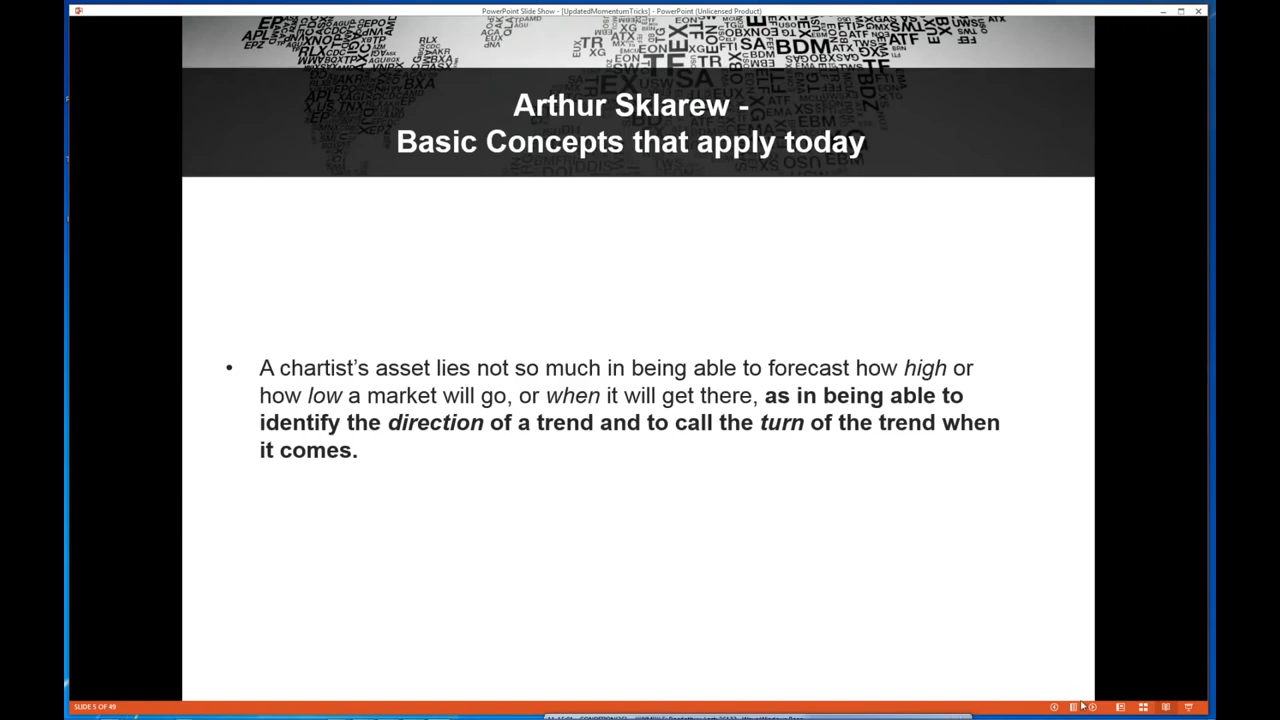 PowerPoint Slide Show - [UpdatedMomentumTricks] - PowerPoint (Unlicensed Product)
Arthur Sklarew -
Basic Concepts that apply today
• A chartist’s asset lies not so much in being able to forecast how high or
how low a market will go, or when it will get there, as in being able to
identify the direction of a trend and to call the turn of the trend when
it comes.
SLIDE 5 OF 49